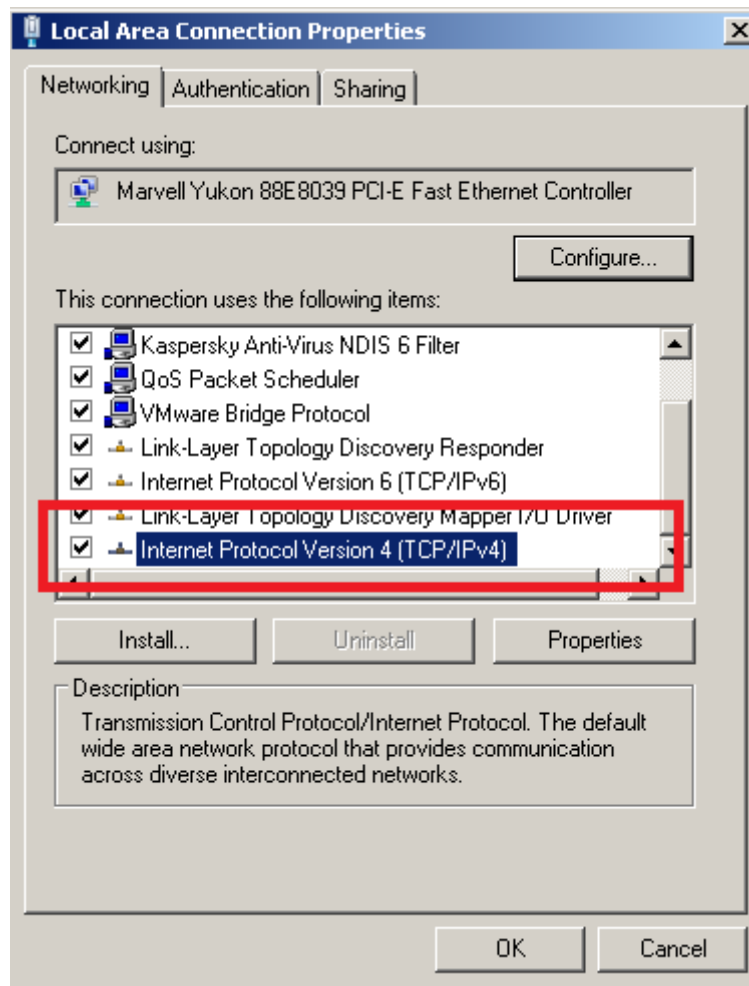 Local Area Connection Properties
Networking Authentication Sharing
Connect using:
Marvell Yukon 88E8039 PCI-E Fast Ethernet Controller
Configure...
This connection uses the following items:
Kaspersky Anti-Virus NDIS 6 Filter
QoS Packet Scheduler
VMware Bridge Protocol
Link-Layer Topology Discovery Responder
Internet Protocol Version 6 (TCP/IPv6)
Link-Layer Topology Discovery Mapper I/O Driver
Internet Protocol Version 4 (TCP/IPv4)
Install... Uninstall Properties
Description
Transmission Control Protocol/Internet Protocol. The default
wide area network protocol that provides communication
across diverse interconnected networks.
OK Cancel